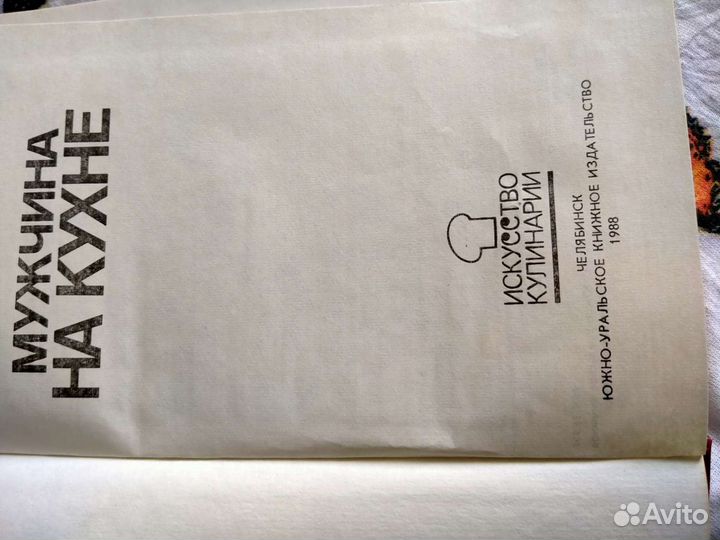 МУЖЧИНА
НА КУХНЕ
ИСКУССТВО
КУЛИНАРИИ
ЧЕЛЯБИНСК
ЮЖНО-УРАЛЬСКОЕ КНИЖНОЕ ИЗДАТЕЛЬСТВО
1988
Avito